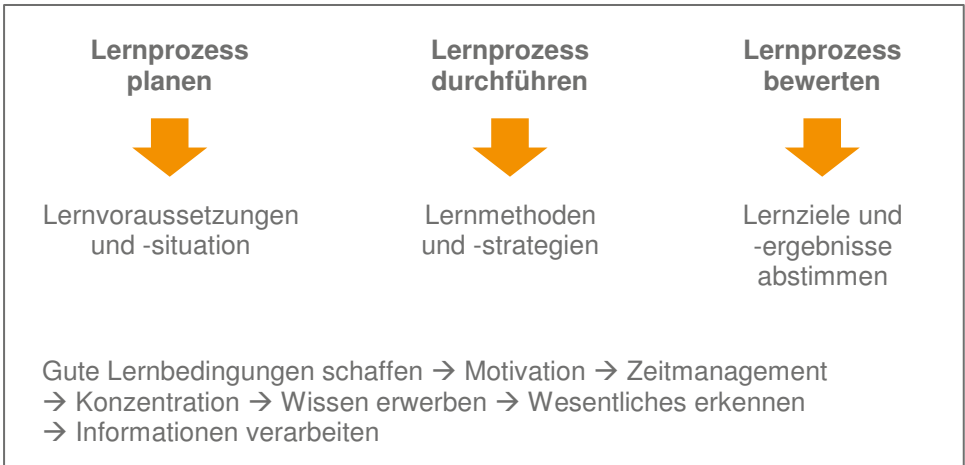 Lernprozess
planen
Lernprozess
durchführen
Lernprozess
bewerten
Lernvoraussetzungen
und -situation
Lernmethoden
und -strategien
Lernziele und
-ergebnisse
abstimmen
Gute Lernbedingungen schaffen → Motivation → Zeitmanagement
→ Konzentration → Wissen erwerben → Wesentliches erkennen
→ Informationen verarbeiten